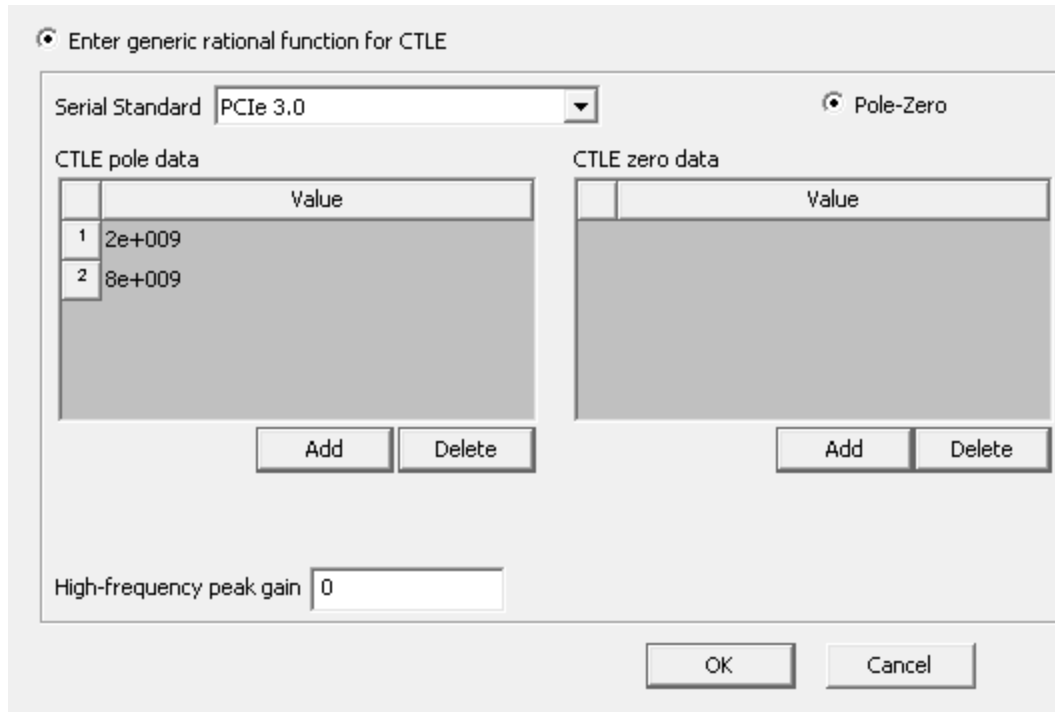 Enter generic rational function for CTLE
Serial Standard PCIe 3.0 Pole-Zero
CTLE pole data CTLE zero data
Value Value
1 2e+009
2 8e+009
Add Delete Add Delete
High-frequency peak gain 0
OK Cancel